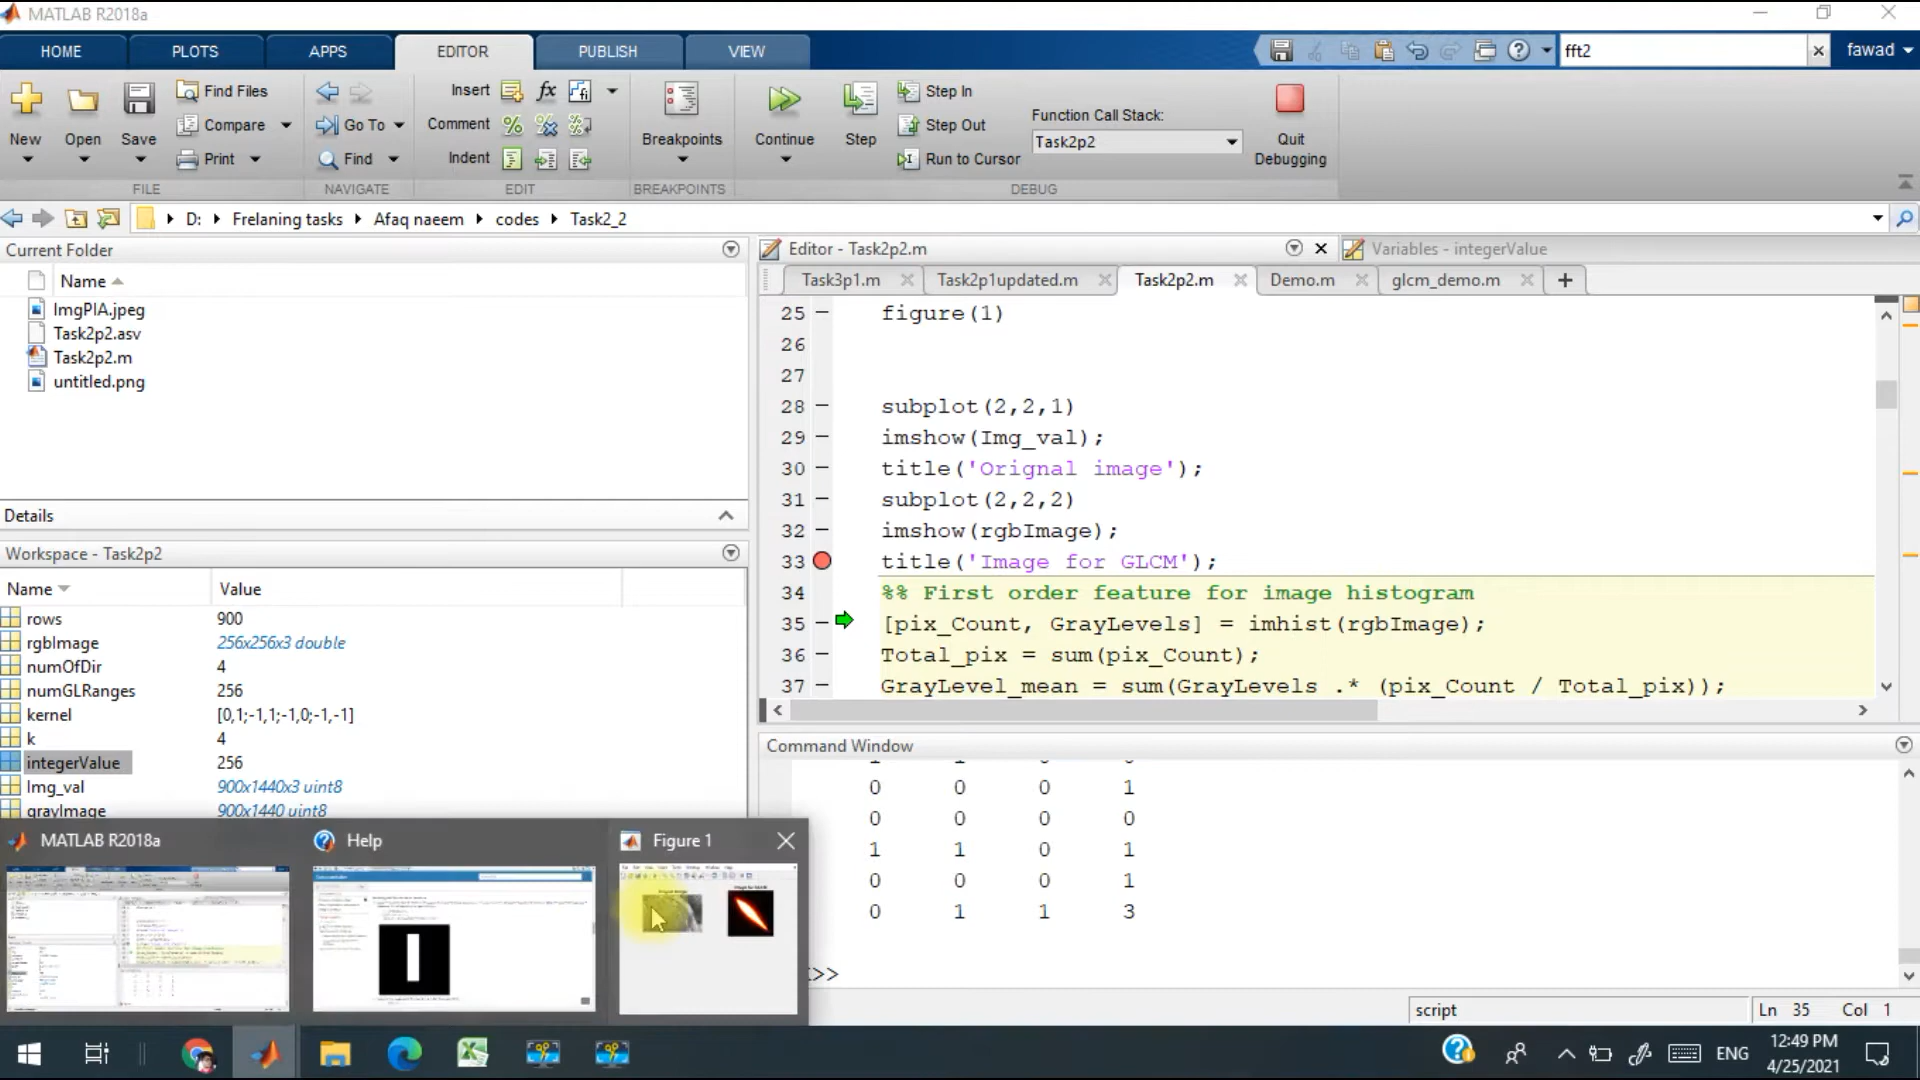 MATLAB R2018a
HOME PLOTS APPS EDITOR PUBLISH VIEW fft2 fawad
New Open Save Find Files Compare Print
Go To Find
Insert fx Comment Indent
Breakpoints
Continue Step Step In Step Out Run to Cursor
Function Call Stack:
Task2p2
Quit Debugging
FILE NAVIGATE EDIT BREAKPOINTS DEBUG
D: Frelaning tasks Afaq naeem codes Task2_2
Current Folder
Name
ImgPIA.jpeg
Task2p2.asv
Task2p2.m
untitled.png
Details
Workspace - Task2p2
Name Value
rows 900
rgbImage 256x256x3 double
numOfDir 4
numGLRanges 256
kernel [0,1;-1,1;-1,0;-1,-1]
k 4
integerValue 256
Img_val 900x1440x3 uint8
grayImage 900x1440 uint8
Editor - Task2p2.m Variables - integerValue
Task3p1.m Task2p1updated.m Task2p2.m Demo.m glcm_demo.m
25 figure(1)
26
27
28 subplot(2,2,1)
29 imshow(Img_val);
30 title('Orignal image');
31 subplot(2,2,2)
32 imshow(rgbImage);
33 title('Image for GLCM');
34 %% First order feature for image histogram
35 [pix_Count, GrayLevels] = imhist(rgbImage);
36 Total_pix = sum(pix_Count);
37 GrayLevel_mean = sum(GrayLevels .* (pix_Count / Total_pix));
Command Window
0 0 0 1
0 0 0 0
1 1 0 1
0 0 0 1
0 1 1 3
>>
MATLAB R2018a Help Figure 1
script Ln 35 Col 1
ENG 12:49 PM
4/25/2021